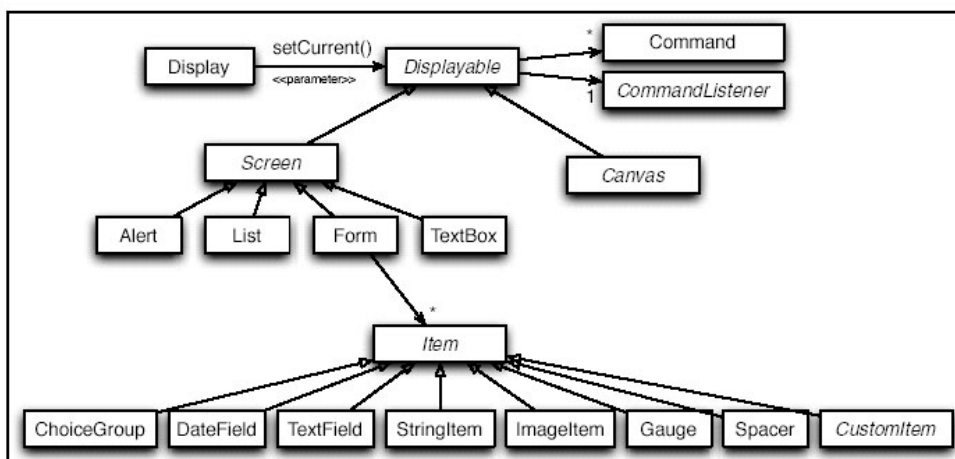 setCurrent()
Display
<<parameter>>
Displayable
*
Command
1
CommandListener
Screen
Canvas
Alert
List
Form
TextBox
*
Item
ChoiceGroup
DateField
TextField
StringItem
ImageItem
Gauge
Spacer
CustomItem